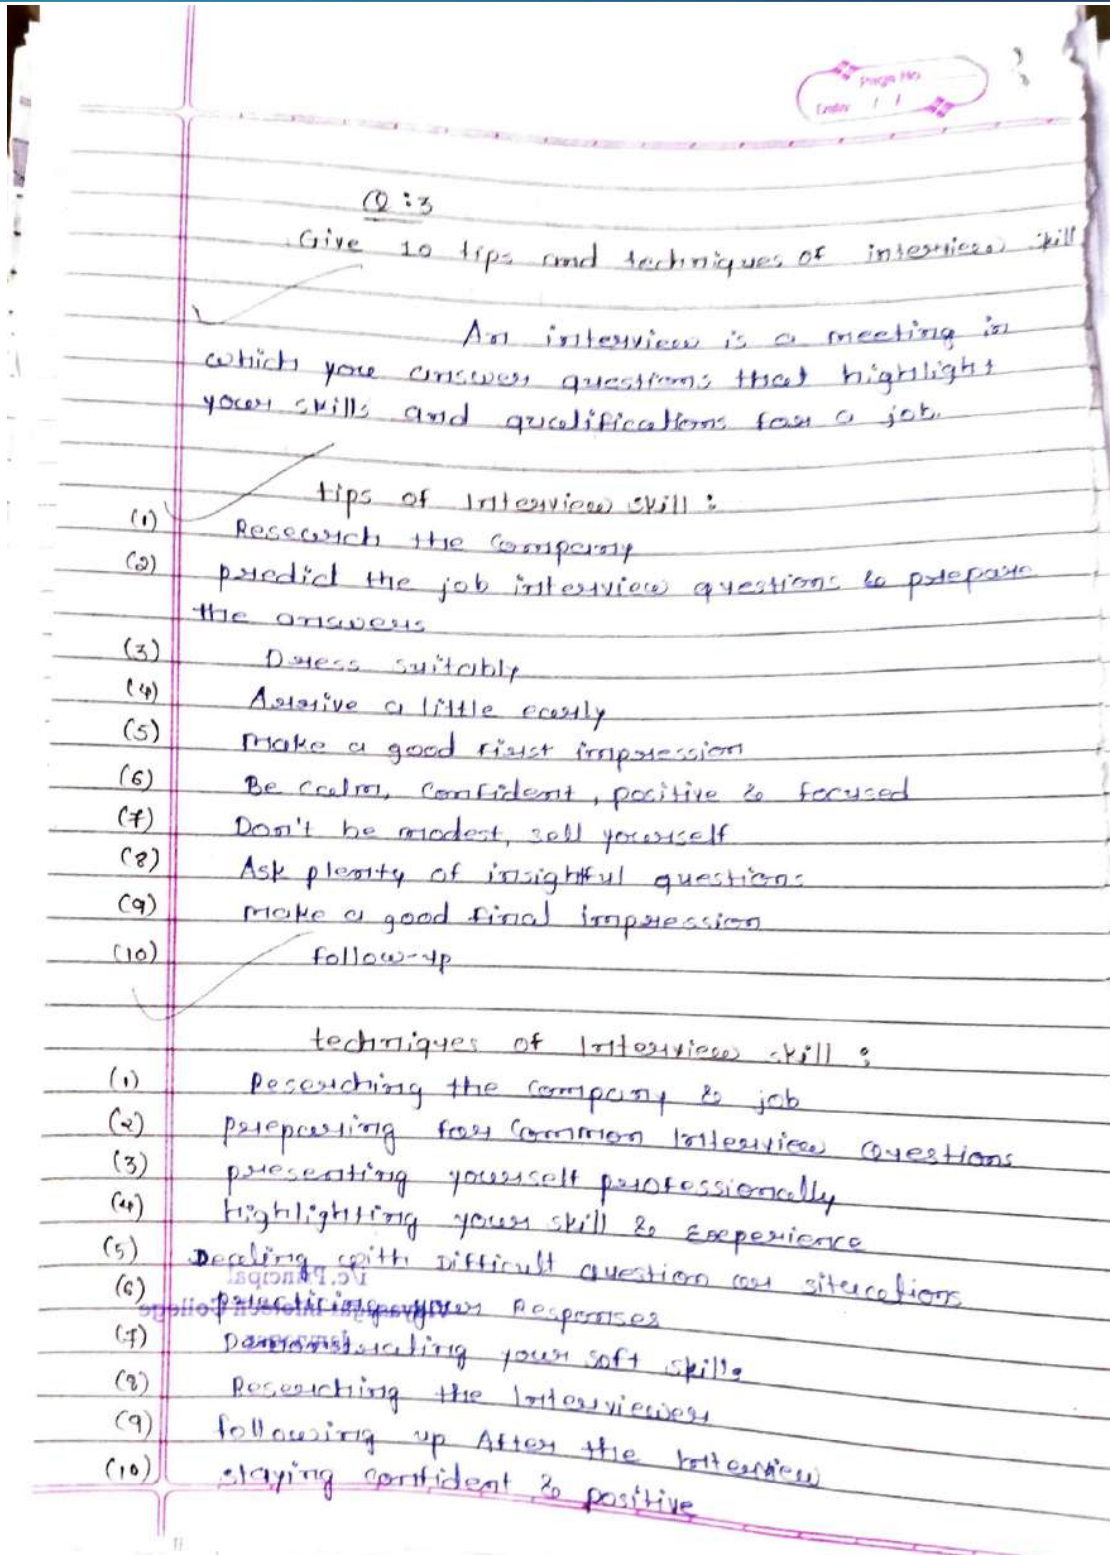 Page No
Date / /
Q:3
Give 10 tips and techniques of interview skill
An interview is a meeting in
which you answer questions that highlight
your skills and qualifications for a job.
tips of Interview skill :
(1) Research the company
(2) predict the job interview questions & prepare
the answers
(3) Dress suitably
(4) Arrive a little early
(5) Make a good first impression
(6) Be calm, confident, positive & focused
(7) Don't be modest, sell yourself
(8) Ask plenty of insightful questions
(9) make a good final impression
(10) follow-up
techniques of Interview skill :
(1) Reserching the company & job
(2) preparing for common Interview Questions
(3) presenting yourself professionally
(4) highlighting your skill & Experience
(5) Dealing with Difficult question or situations
I/c. Principal
(6) practicing your Responses
Infotech College
(7) Demonstrating your soft skills
(8) Reserching the Interviewer
(9) following up After the Interview
(10) staying confident & positive